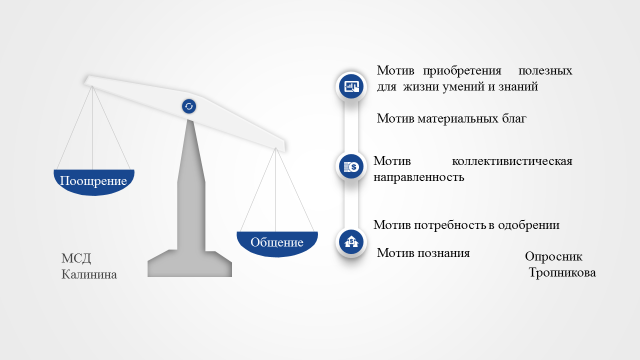 Поощрение
Общение
МСД
Калинина
Мотив приобретения полезных
для жизни умений и знаний
Мотив материальных благ
Мотив коллективистическая
направленность
Мотив потребность в одобрении
Мотив познания
Опросник
Тропникова